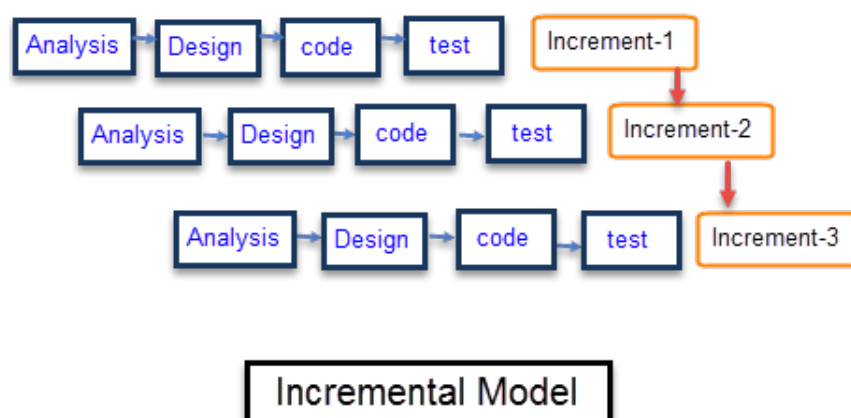 Analysis Design code test Increment-1
Analysis Design code test Increment-2
Analysis Design code test Increment-3
Incremental Model